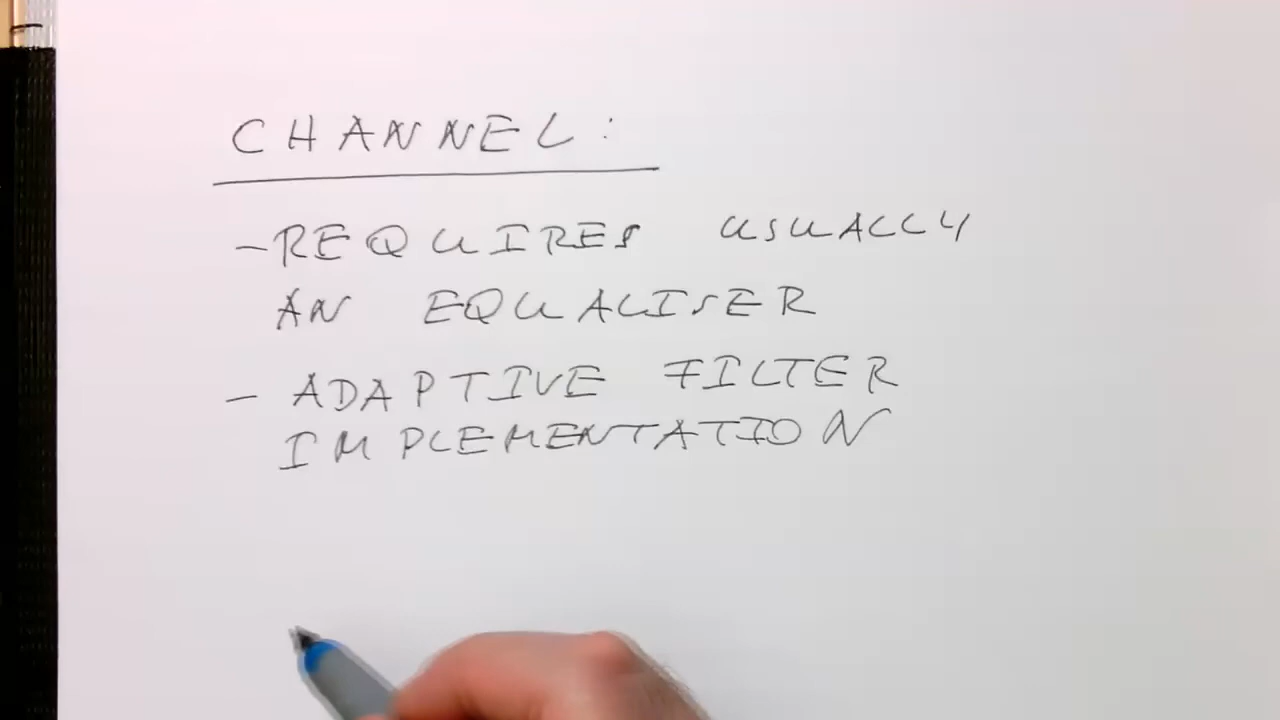 CHANNEL:
- REQUIRES USUALLY
AN EQUALISER
- ADAPTIVE FILTER
IMPLEMENTATION